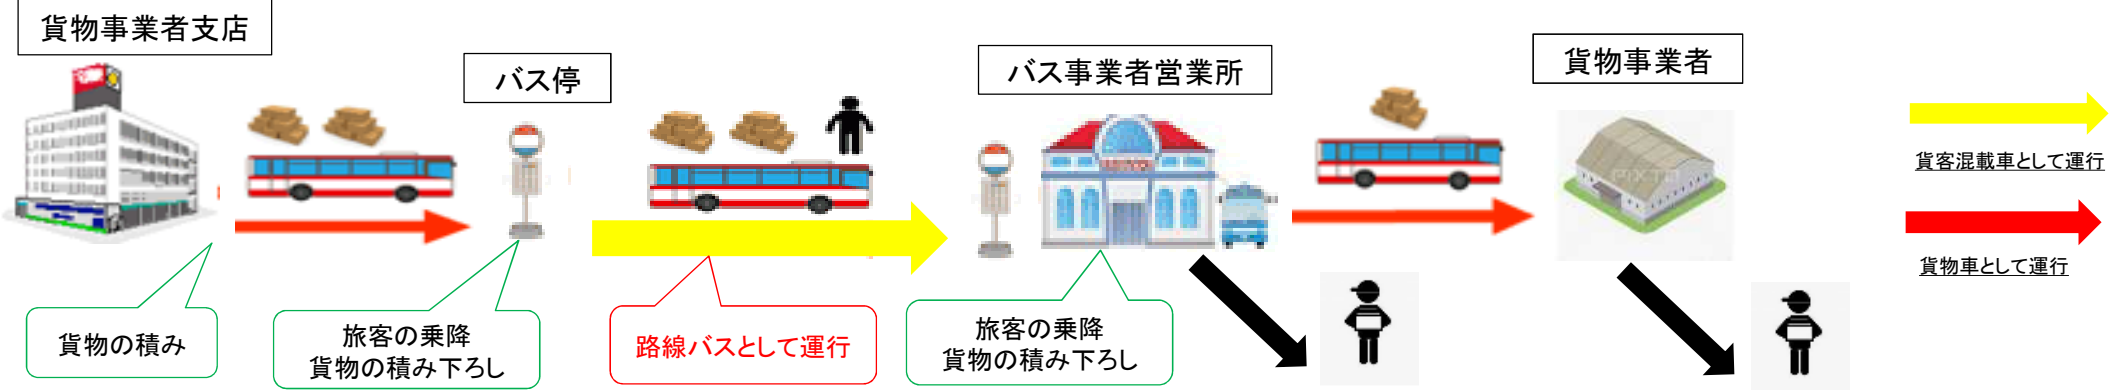 貨物事業者支店
バス停
バス事業者営業所
貨物事業者
貨客混載車として運行
貨物車として運行
貨物の積み
旅客の乗降
貨物の積み下ろし
路線バスとして運行
旅客の乗降
貨物の積み下ろし